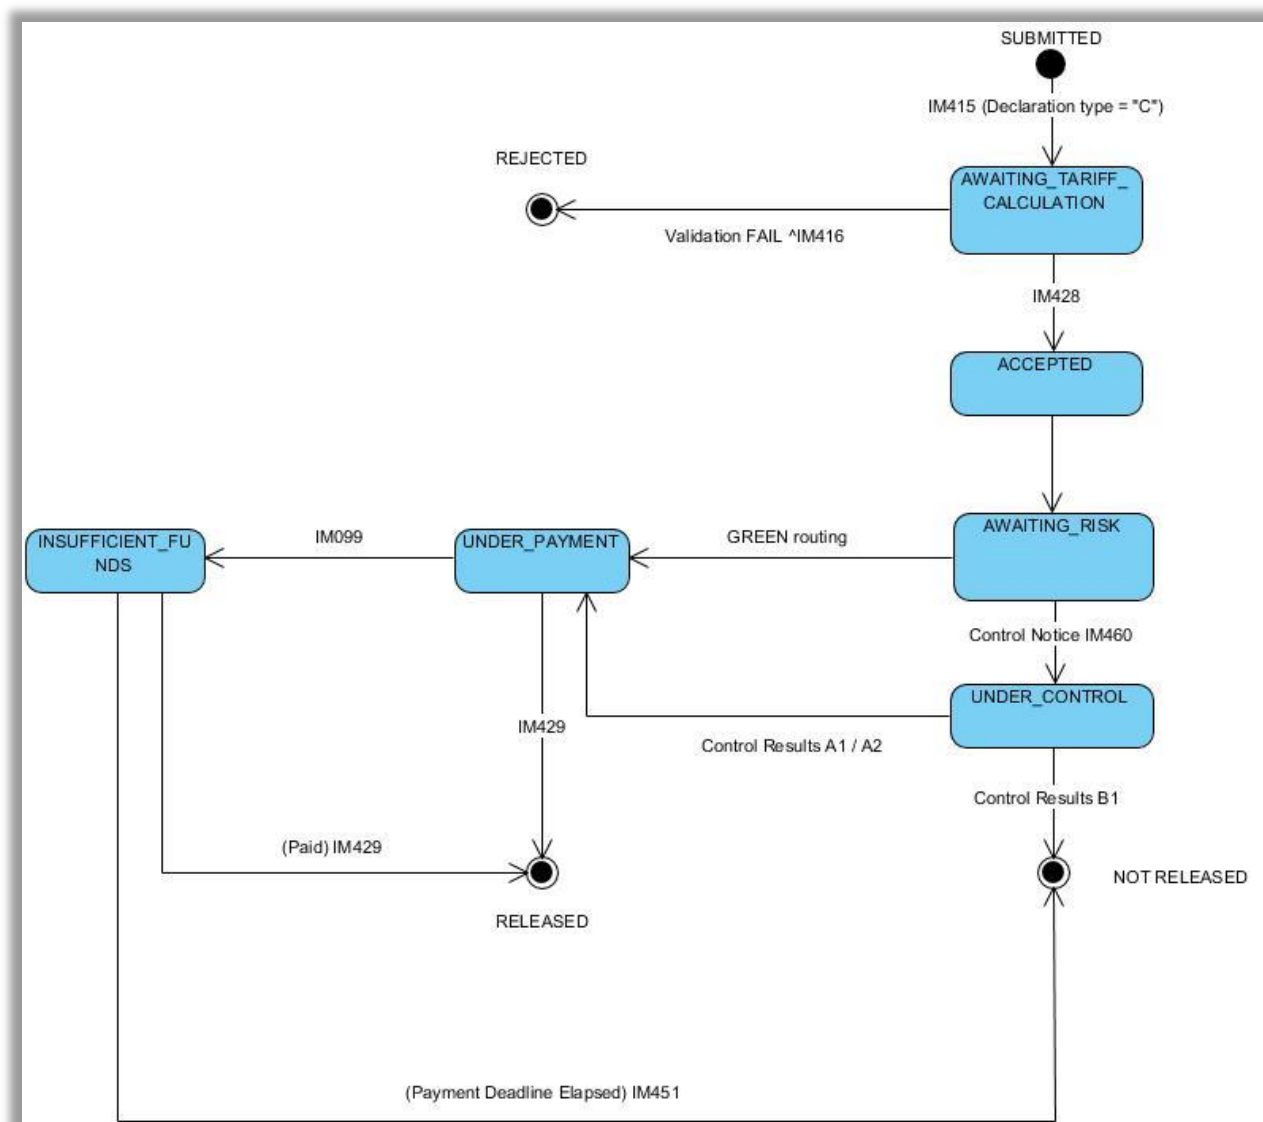 SUBMITTED
IM415 (Declaration type = "C")
REJECTED
AWAITING_TARIFF_
CALCULATION
Validation FAIL ^IM416
IM428
ACCEPTED
INSUFFICIENT_FU
NDS
IM099
UNDER_PAYMENT
GREEN routing
AWAITING_RISK
Control Notice IM460
UNDER_CONTROL
IM429
Control Results A1 / A2
Control Results B1
(Paid) IM429
NOT RELEASED
RELEASED
(Payment Deadline Elapsed) IM451